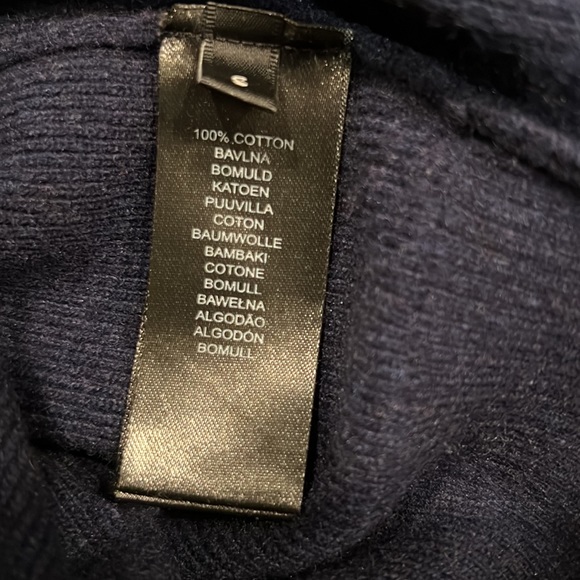 100% COTTON
BAVLNA
BOMULD
KATOEN
PUUVILLA
COTON
BAUMWOLLE
BAMBAKI
COTONE
BOMULL
BAWEŁNA
ALGODÃO
ALGODÓN
BOMULL